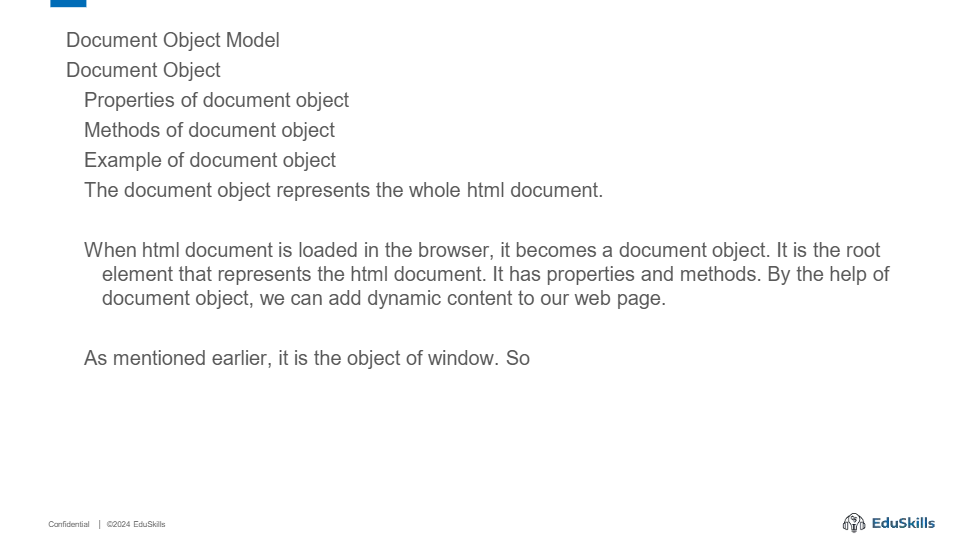 Document Object Model
Document Object
Properties of document object
Methods of document object
Example of document object
The document object represents the whole html document.
When html document is loaded in the browser, it becomes a document object. It is the root
element that represents the html document. It has properties and methods. By the help of
document object, we can add dynamic content to our web page.
As mentioned earlier, it is the object of window. So
Confidential | ©2024 EduSkills
EduSkills